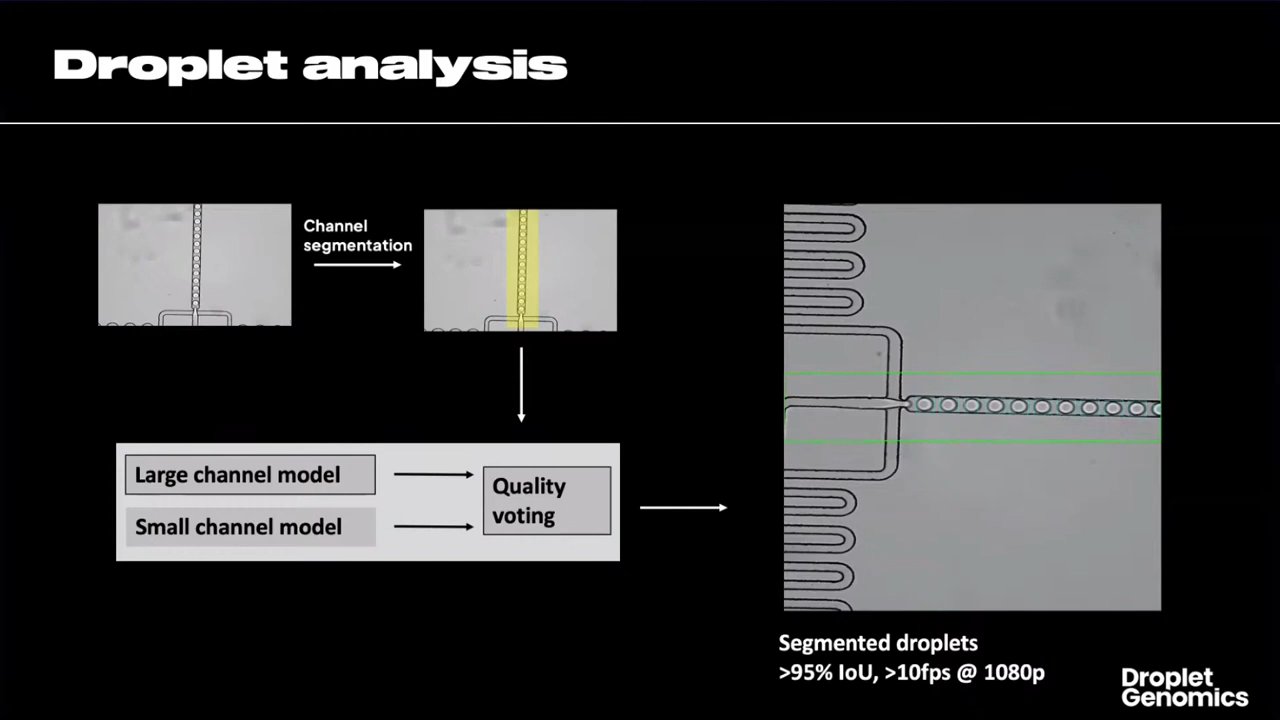 Droplet analysis
Channel
segmentation
Large channel model
Small channel model
Quality
voting
Segmented droplets
>95% IoU, >10fps @ 1080p
Droplet
Genomics